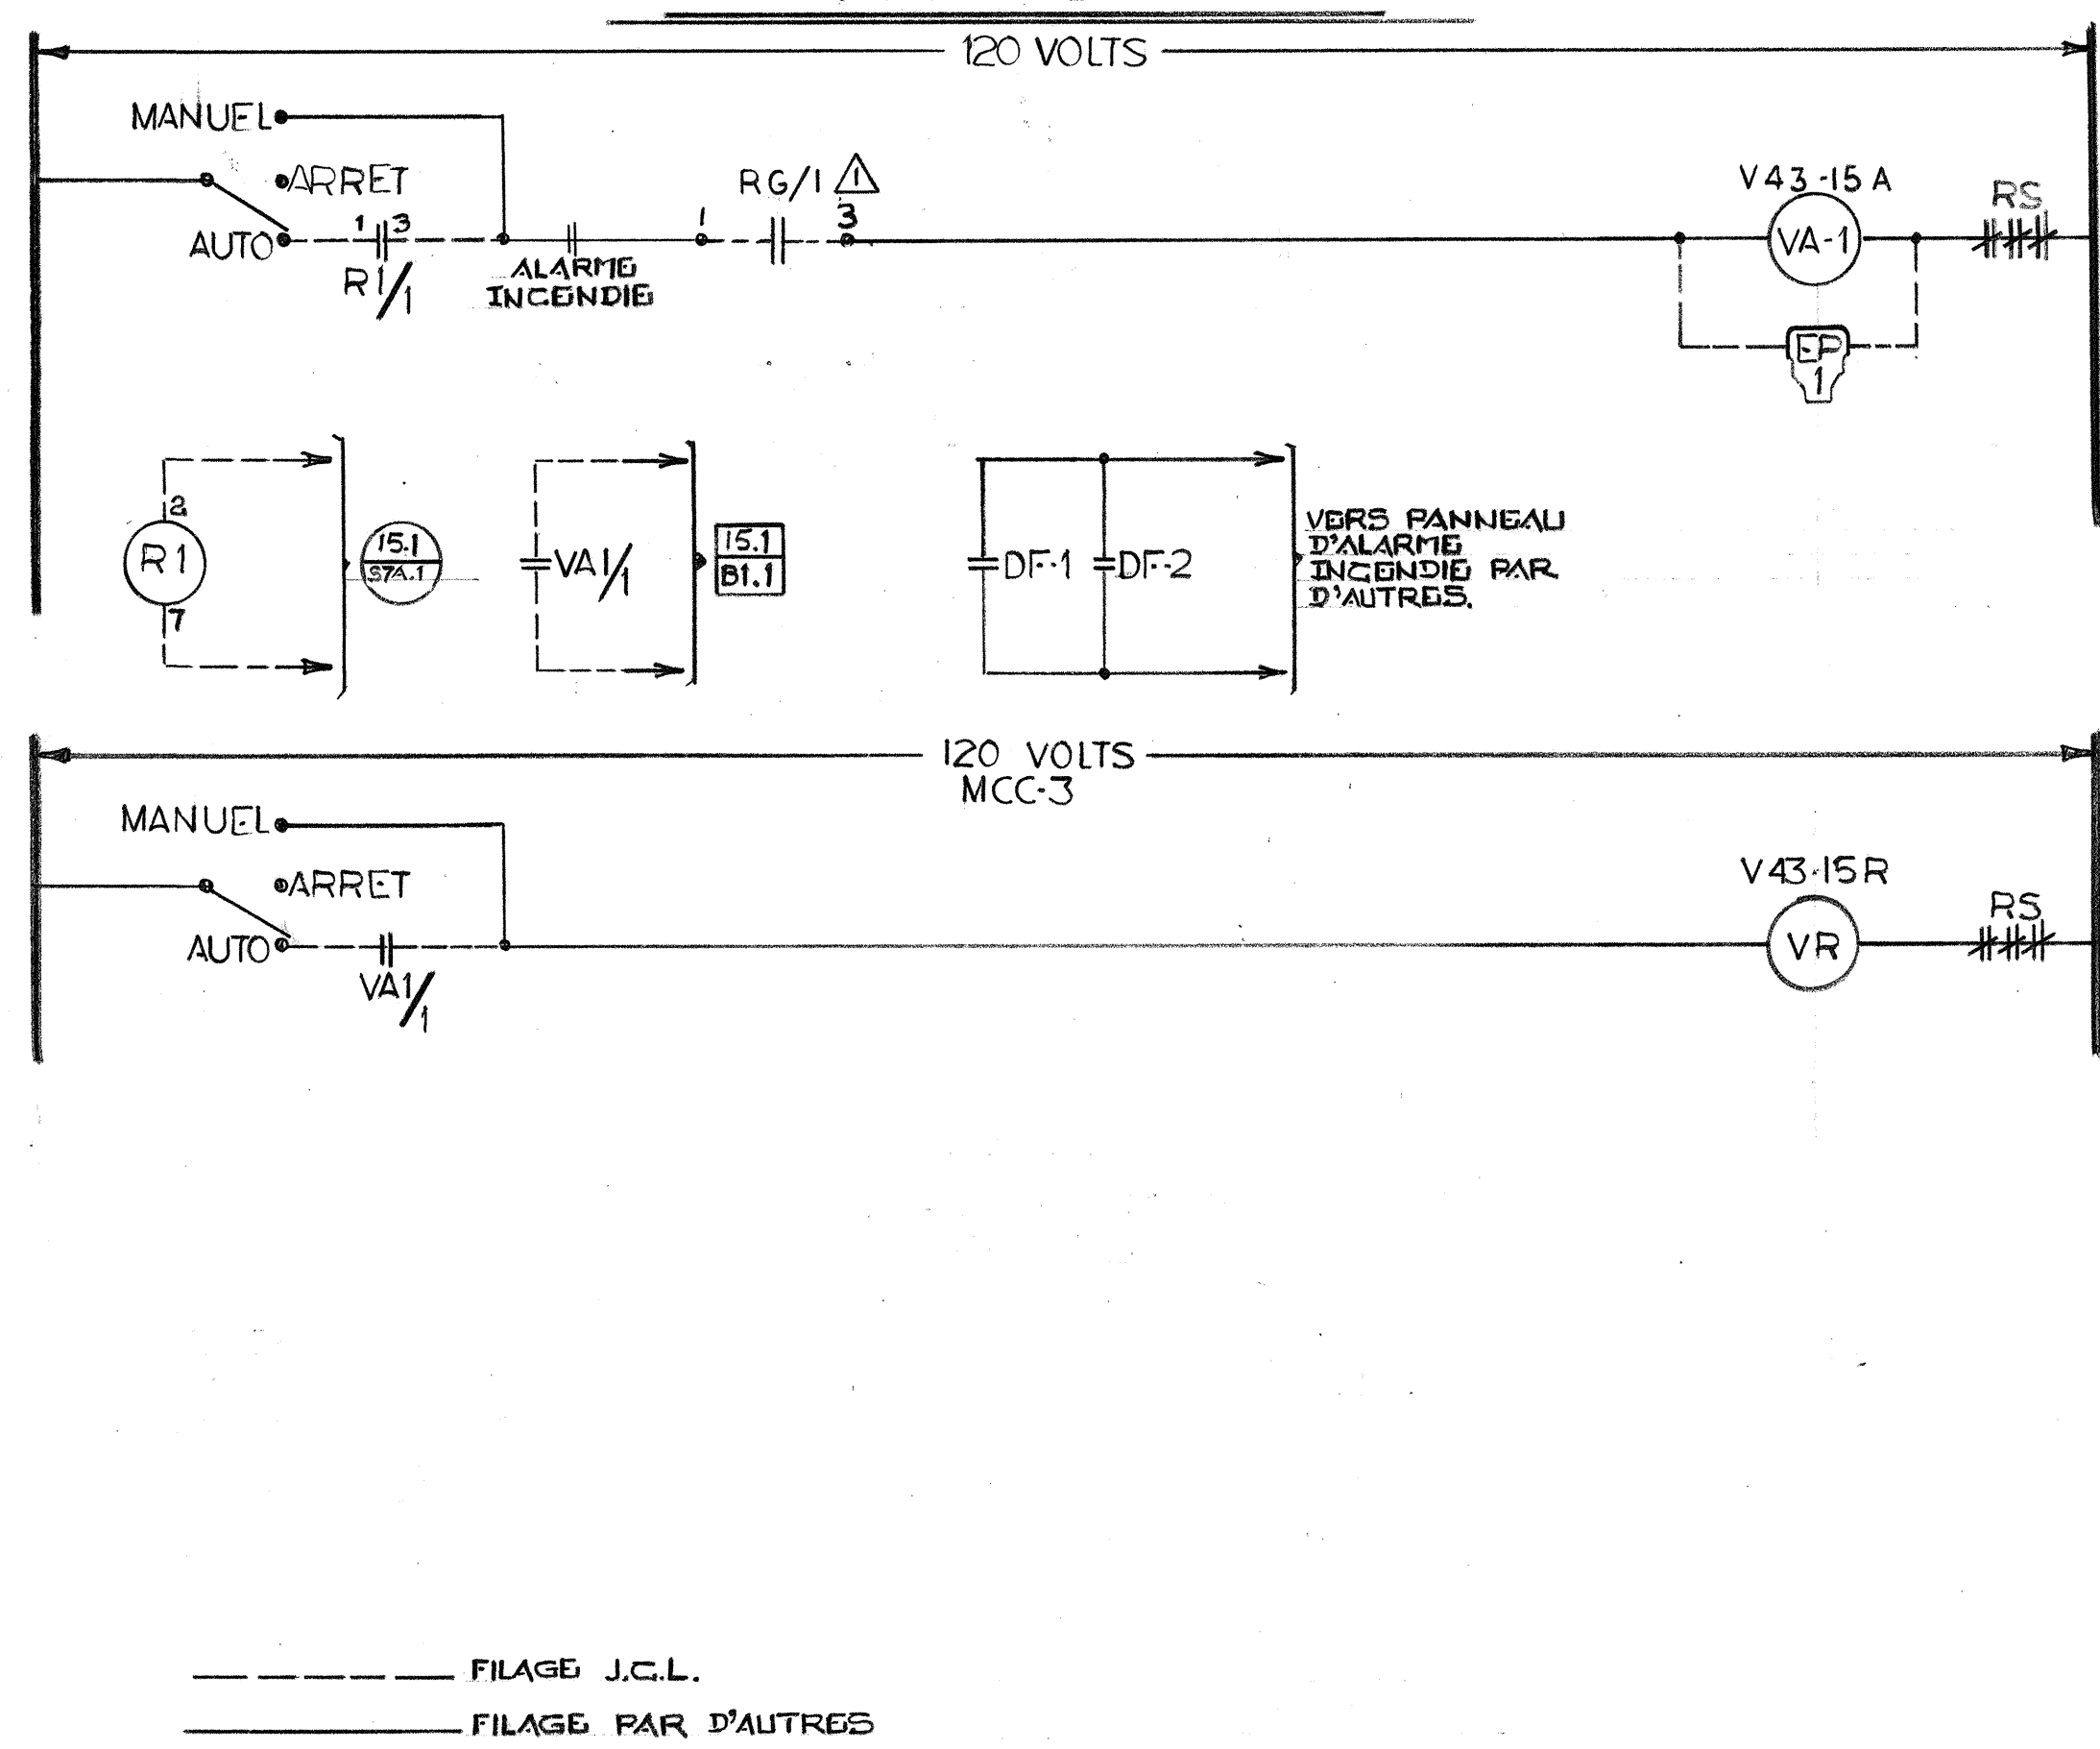 120 VOLTS
MANUEL
ARRET
AUTO
1 3
R1/1
ALARME
INCENDIE
1
RG/1 1
3
V43-15A
VA-1
RS
EP
1
2
R1
7
15.1
S7A.1
VA1/1
15.1
B1.1
DF-1
DF-2
VERS PANNEAU
D'ALARME
INCENDIE PAR
D'AUTRES.
120 VOLTS
MCC-3
MANUEL
ARRET
AUTO
VA1/1
V43-15R
VR
RS
FILAGE J.C.L.
FILAGE PAR D'AUTRES